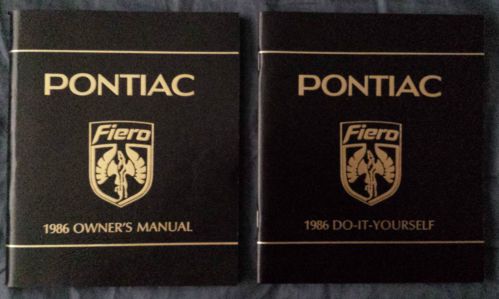 PONTIAC
Fiero
1986 OWNER'S MANUAL
PONTIAC
Fiero
1986 DO-IT-YOURSELF